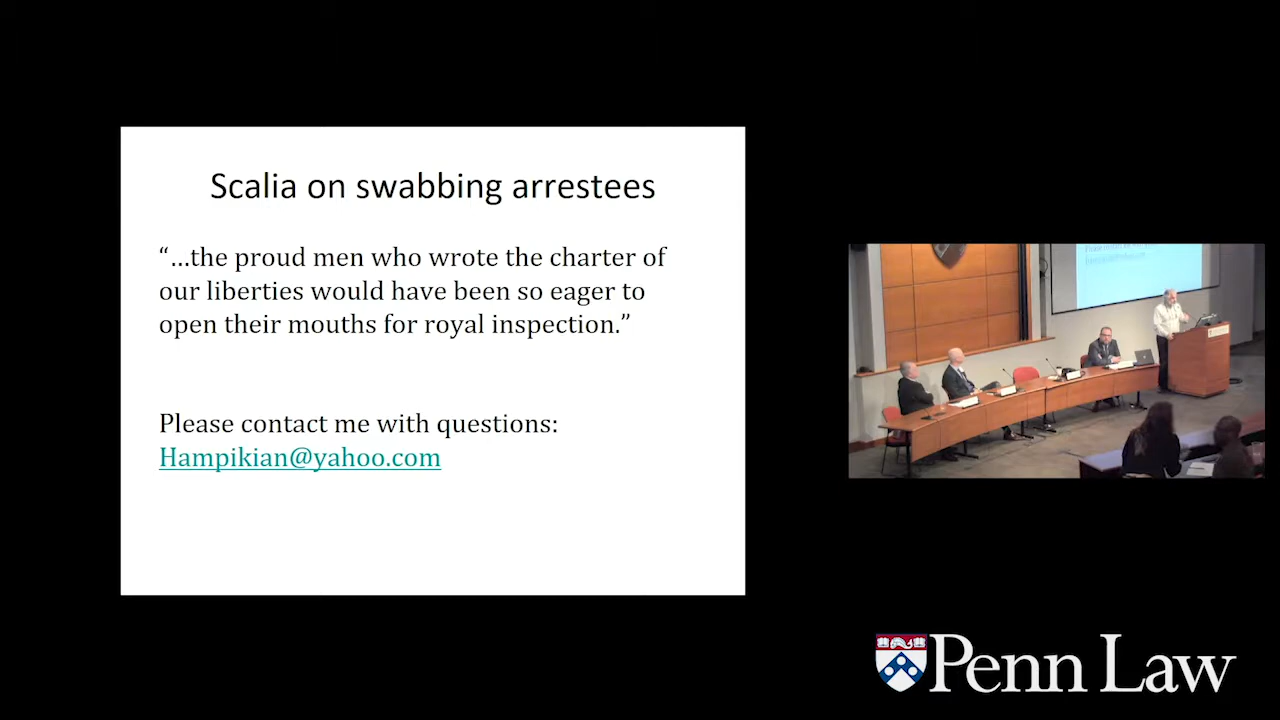 Scalia on swabbing arrestees
“…the proud men who wrote the charter of
our liberties would have been so eager to
open their mouths for royal inspection.”
Please contact me with questions:
Hampikian@yahoo.com
Penn Law